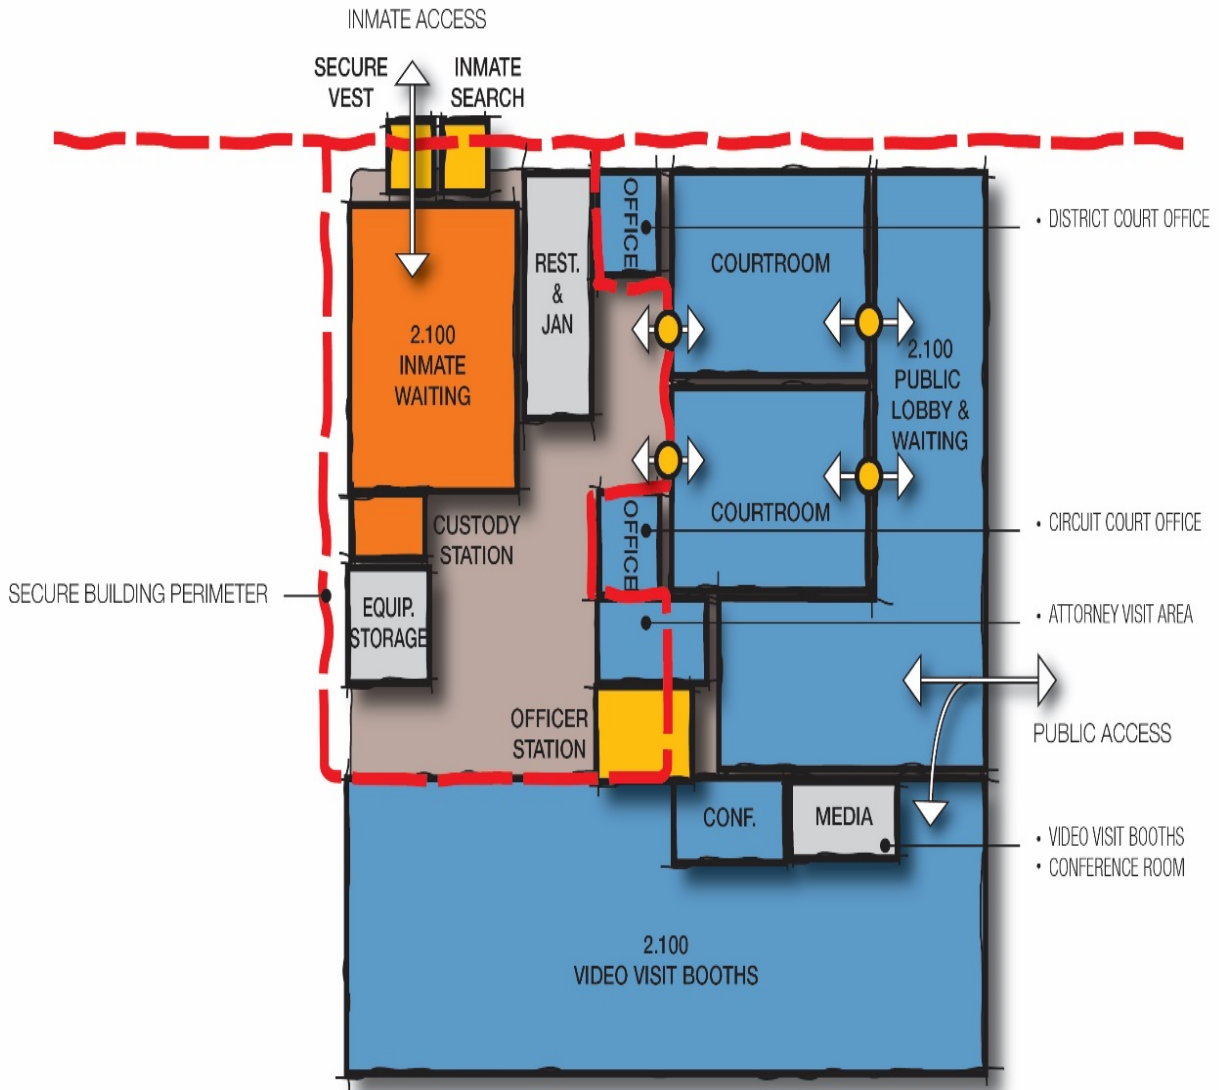 INMATE ACCESS
SECURE
VEST
INMATE
SEARCH
OFFICE
• DISTRICT COURT OFFICE
REST.
&
JAN
COURTROOM
2.100
INMATE
WAITING
2.100
PUBLIC
LOBBY &
WAITING
CUSTODY
STATION
OFFICE
COURTROOM
• CIRCUIT COURT OFFICE
SECURE BUILDING PERIMETER
EQUIP.
STORAGE
• ATTORNEY VISIT AREA
OFFICER
STATION
PUBLIC ACCESS
CONF.
MEDIA
• VIDEO VISIT BOOTHS
• CONFERENCE ROOM
2.100
VIDEO VISIT BOOTHS